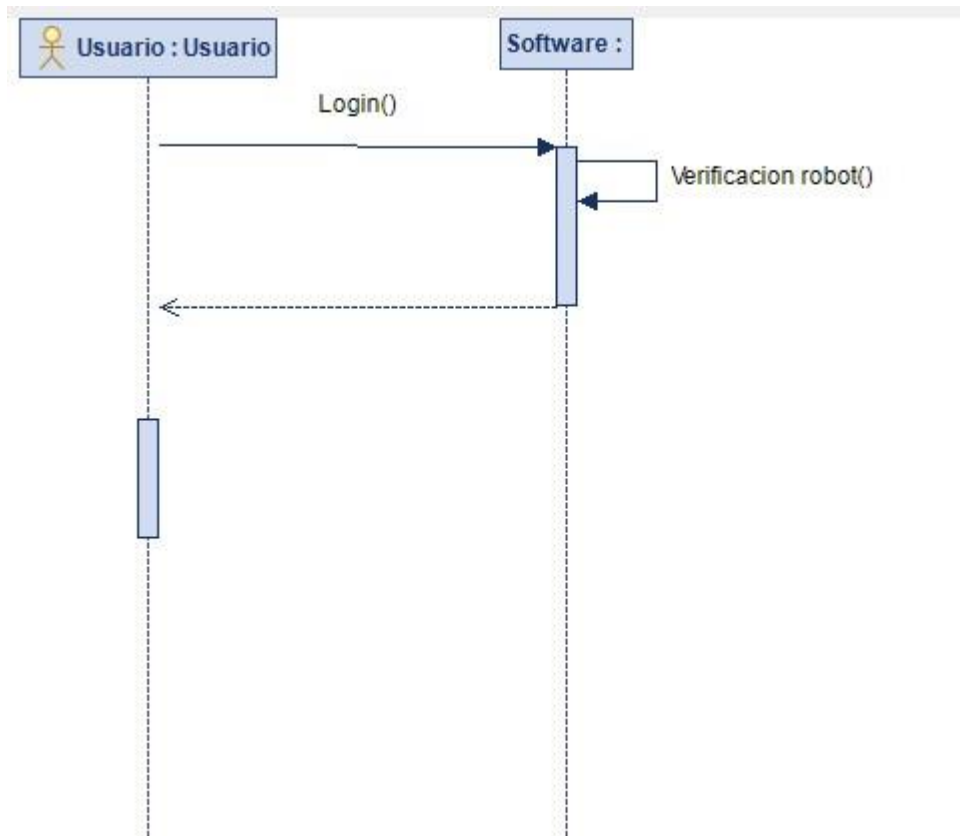 Usuario : Usuario
Software :
Login()
Verificacion robot()